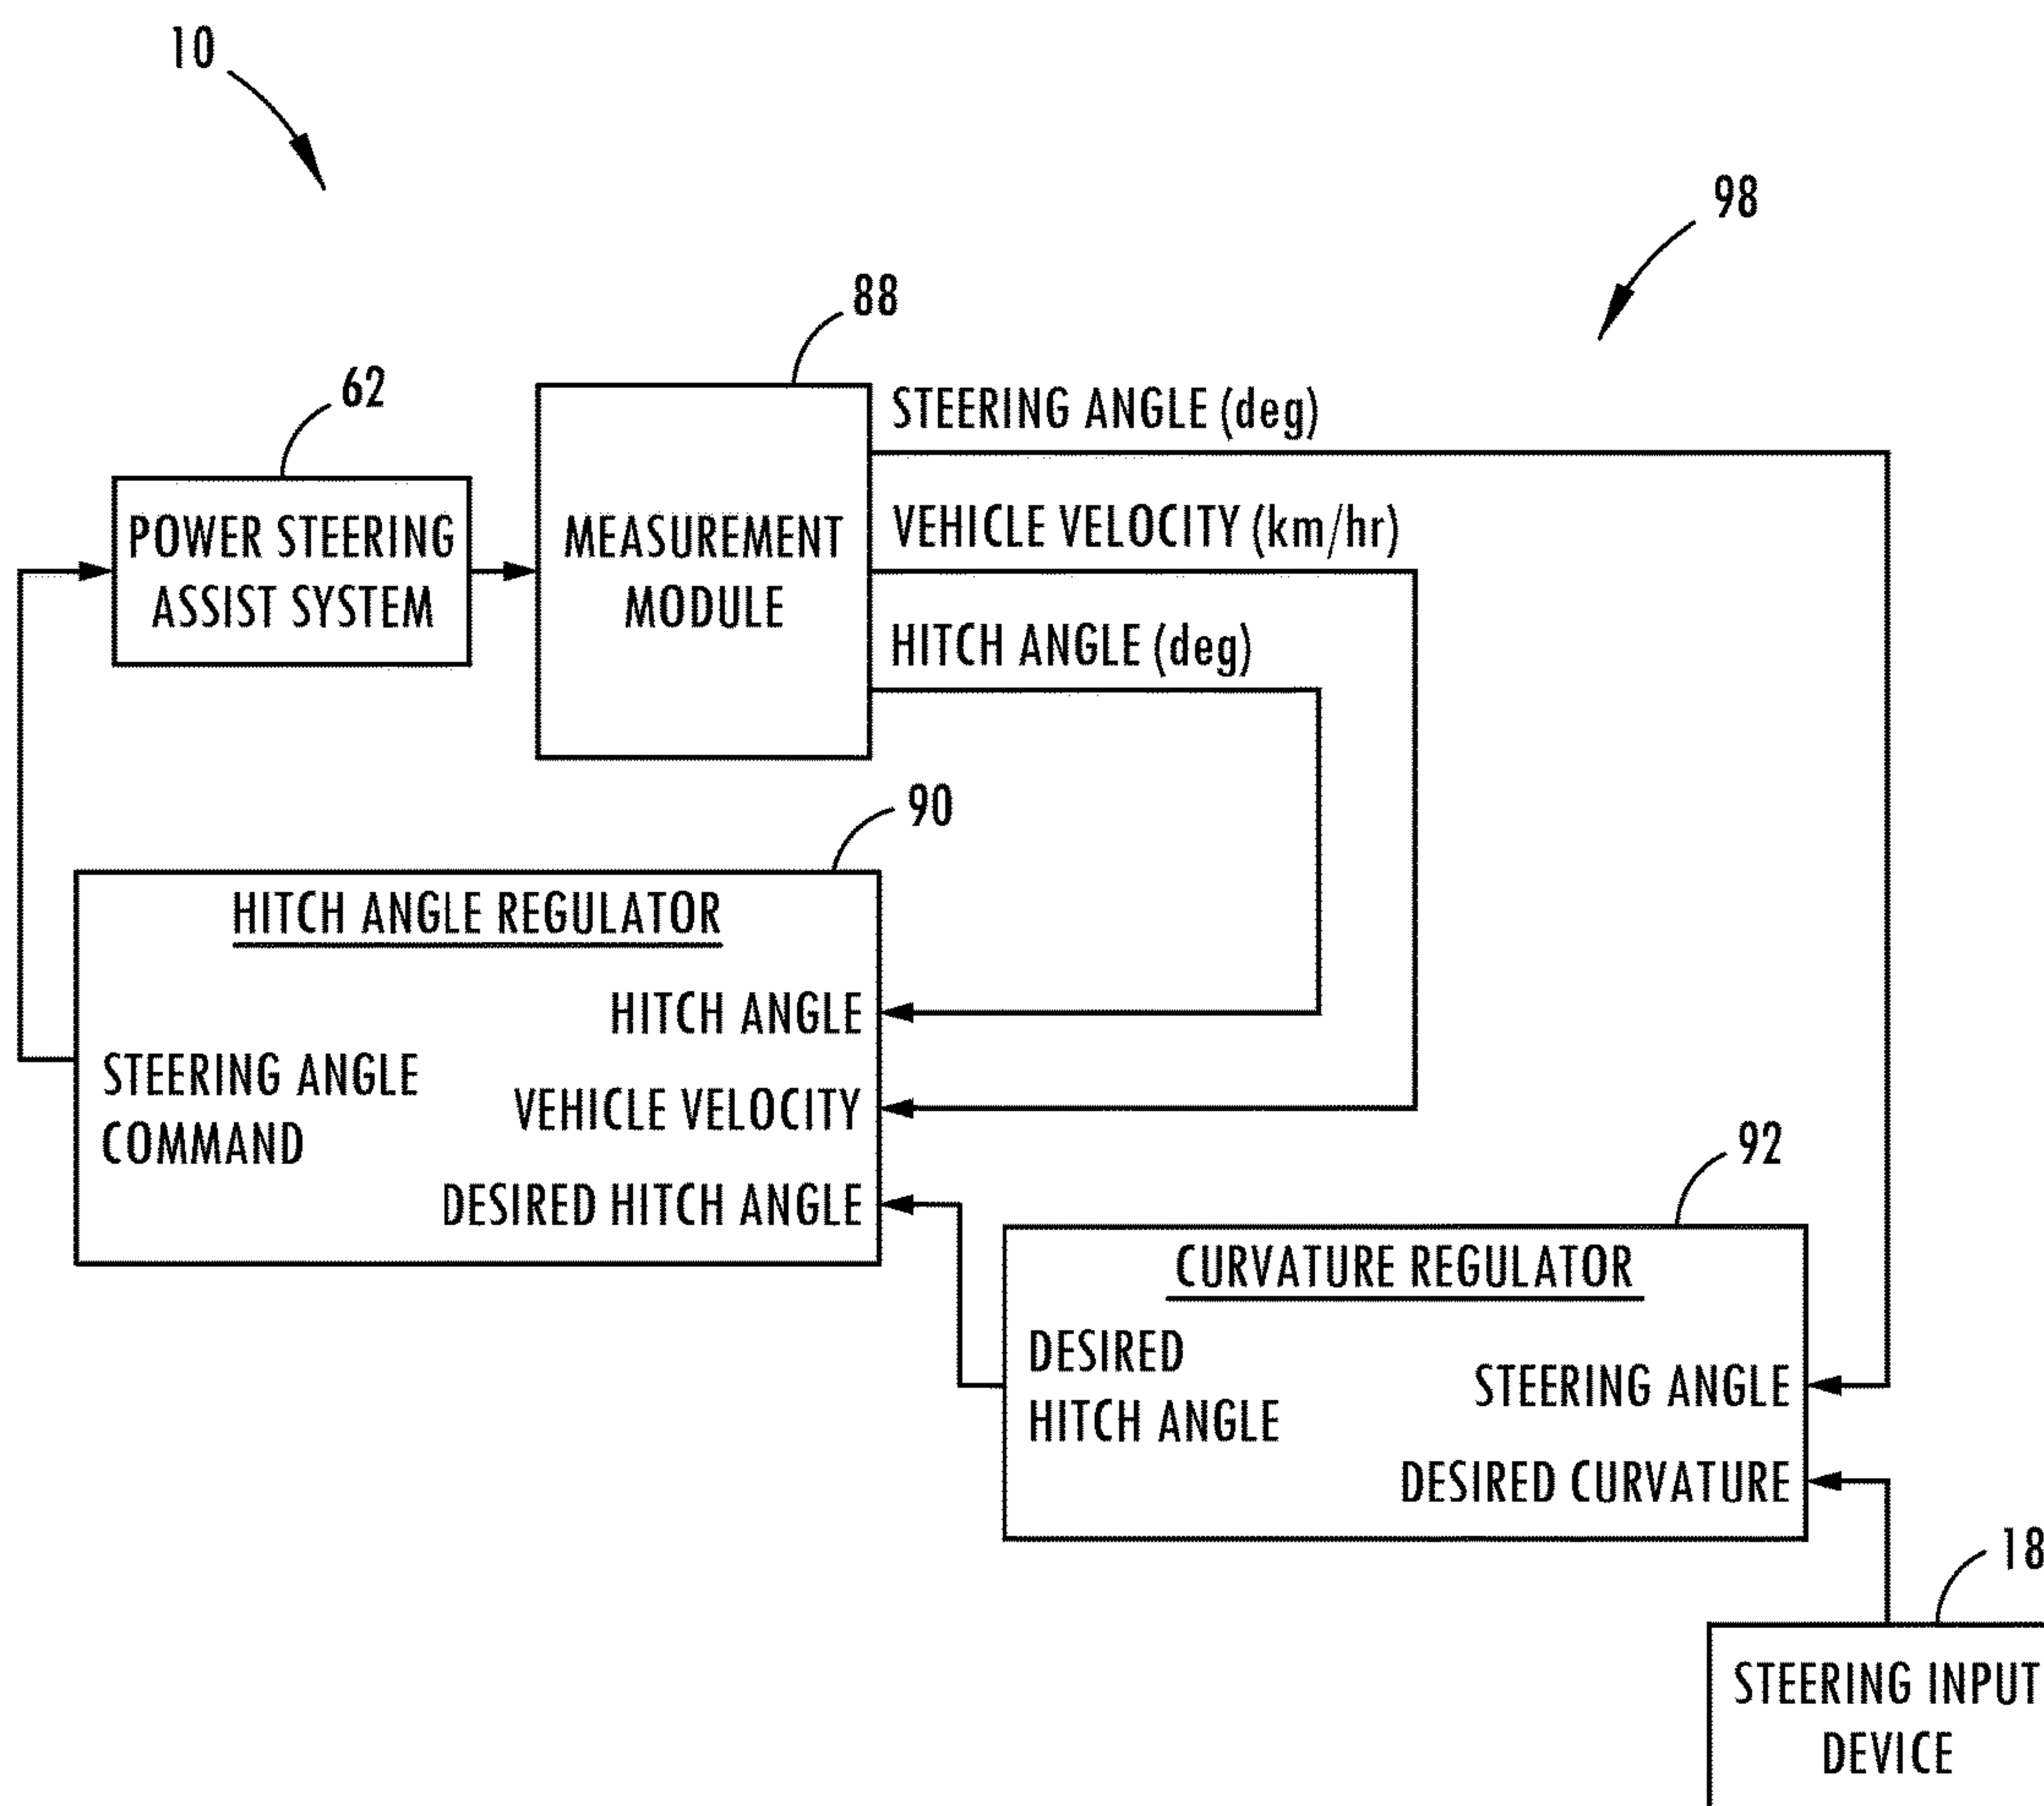 10
98
88
62
STEERING ANGLE (deg)
VEHICLE VELOCITY (km/hr)
HITCH ANGLE (deg)
POWER STEERING
ASSIST SYSTEM
MEASUREMENT
MODULE
90
HITCH ANGLE REGULATOR
HITCH ANGLE
STEERING ANGLE
COMMAND
VEHICLE VELOCITY
DESIRED HITCH ANGLE
92
CURVATURE REGULATOR
DESIRED
HITCH ANGLE
STEERING ANGLE
DESIRED CURVATURE
18
STEERING INPUT
DEVICE